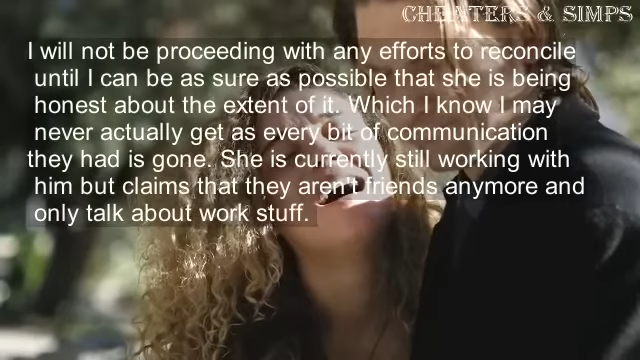 CHEATERS & SIMPS
I will not be proceeding with any efforts to reconcile
until I can be as sure as possible that she is being
honest about the extent of it. Which I know I may
never actually get as every bit of communication
they had is gone. She is currently still working with
him but claims that they aren't friends anymore and
only talk about work stuff.